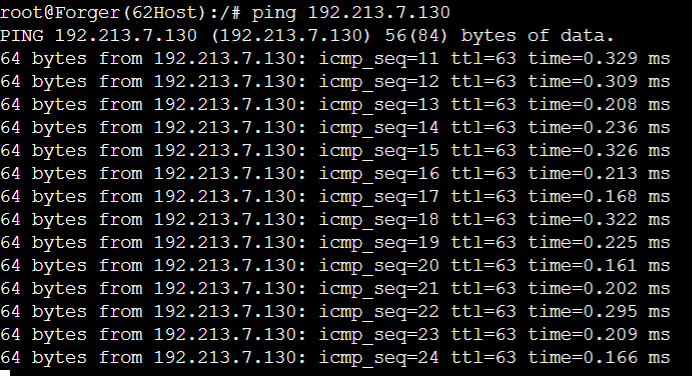 root@Forger(62Host):/# ping 192.213.7.130
PING 192.213.7.130 (192.213.7.130) 56(84) bytes of data.
64 bytes from 192.213.7.130: icmp_seq=11 ttl=63 time=0.329 ms
64 bytes from 192.213.7.130: icmp_seq=12 ttl=63 time=0.309 ms
64 bytes from 192.213.7.130: icmp_seq=13 ttl=63 time=0.208 ms
64 bytes from 192.213.7.130: icmp_seq=14 ttl=63 time=0.236 ms
64 bytes from 192.213.7.130: icmp_seq=15 ttl=63 time=0.326 ms
64 bytes from 192.213.7.130: icmp_seq=16 ttl=63 time=0.213 ms
64 bytes from 192.213.7.130: icmp_seq=17 ttl=63 time=0.168 ms
64 bytes from 192.213.7.130: icmp_seq=18 ttl=63 time=0.322 ms
64 bytes from 192.213.7.130: icmp_seq=19 ttl=63 time=0.225 ms
64 bytes from 192.213.7.130: icmp_seq=20 ttl=63 time=0.161 ms
64 bytes from 192.213.7.130: icmp_seq=21 ttl=63 time=0.202 ms
64 bytes from 192.213.7.130: icmp_seq=22 ttl=63 time=0.295 ms
64 bytes from 192.213.7.130: icmp_seq=23 ttl=63 time=0.209 ms
64 bytes from 192.213.7.130: icmp_seq=24 ttl=63 time=0.166 ms